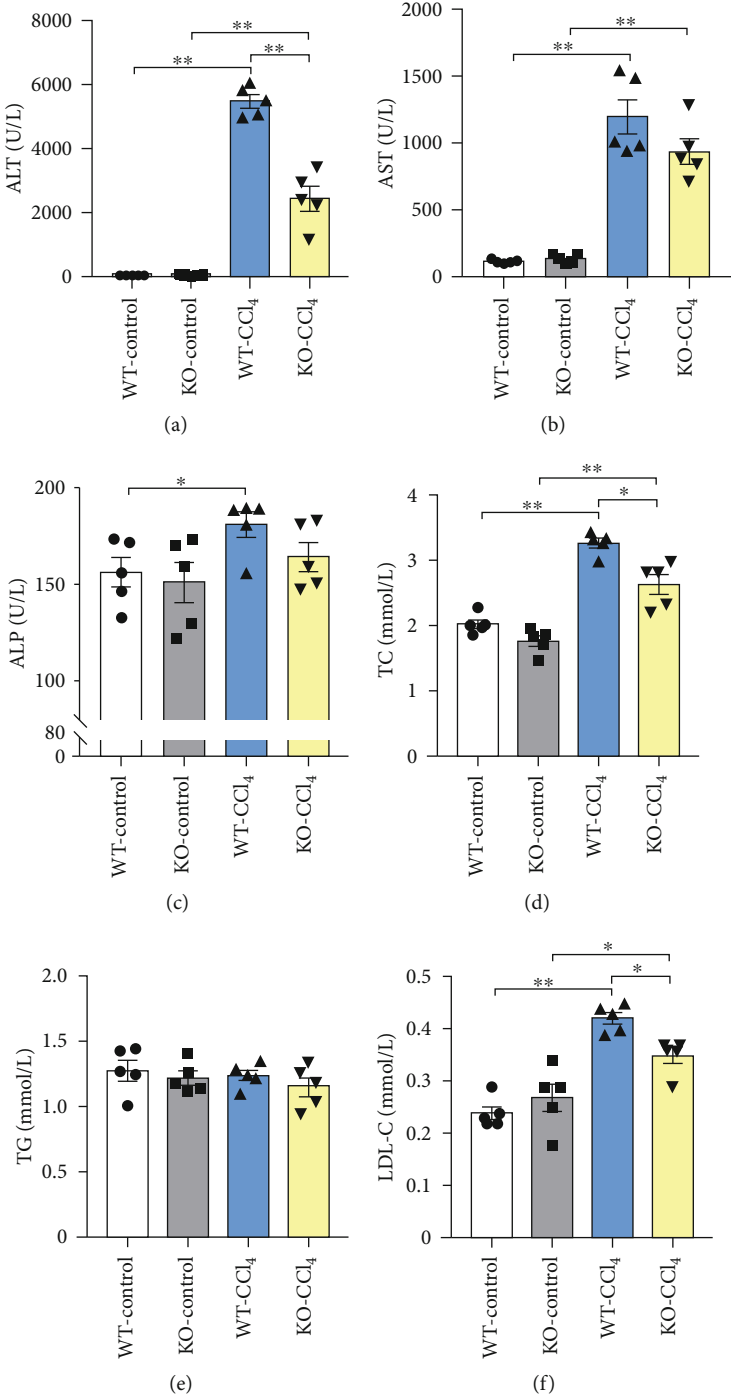 8000
6000
4000
2000
0
ALT (U/L)
**
**
**
WT-control
KO-control
WT-CCl₄
KO-CCl₄
(a)
2000
1500
1000
500
0
AST (U/L)
**
**
WT-control
KO-control
WT-CCl₄
KO-CCl₄
(b)
200
150
100
80
0
ALP (U/L)
*
WT-control
KO-control
WT-CCl₄
KO-CCl₄
(c)
4
3
2
1
0
TC (mmol/L)
**
**
*
WT-control
KO-control
WT-CCl₄
KO-CCl₄
(d)
2.0
1.5
1.0
0.5
0
TG (mmol/L)
WT-control
KO-control
WT-CCl₄
KO-CCl₄
(e)
0.5
0.4
0.3
0.2
0.1
0
LDL-C (mmol/L)
*
**
*
WT-control
KO-control
WT-CCl₄
KO-CCl₄
(f)